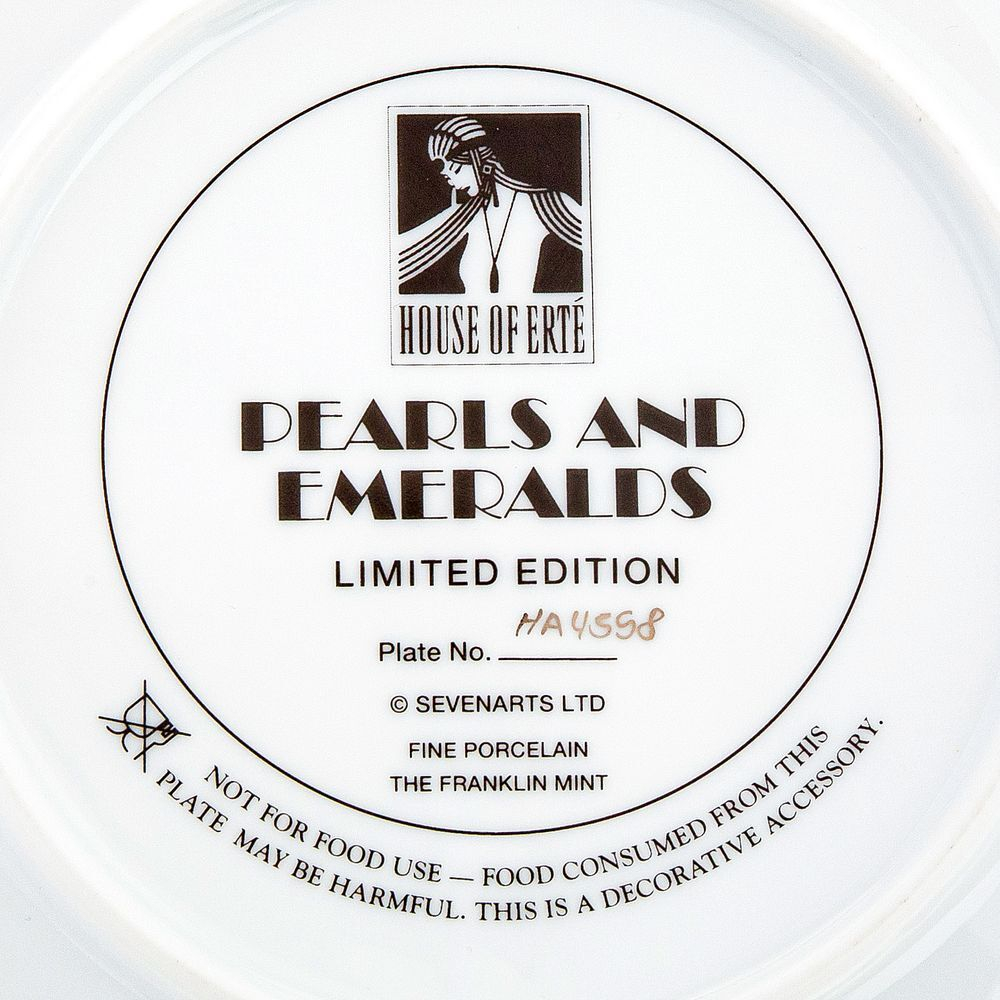 HOUSE OF ERTÉ
PEARLS AND
EMERALDS
LIMITED EDITION
HA4558
Plate No.
© SEVENARTS LTD
FINE PORCELAIN
THE FRANKLIN MINT
NOT FOR FOOD USE — FOOD CONSUMED FROM THIS
PLATE MAY BE HARMFUL. THIS IS A DECORATIVE ACCESSORY.